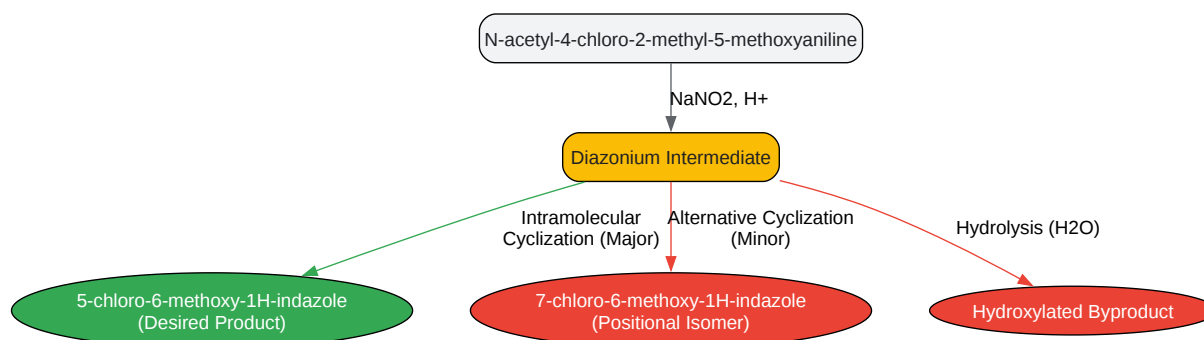 N-acetyl-4-chloro-2-methyl-5-methoxyaniline
NaNO2, H+
Diazonium Intermediate
Intramolecular
Cyclization (Major)
Alternative Cyclization
(Minor)
Hydrolysis (H2O)
5-chloro-6-methoxy-1H-indazole
(Desired Product)
7-chloro-6-methoxy-1H-indazole
(Positional Isomer)
Hydroxylated Byproduct